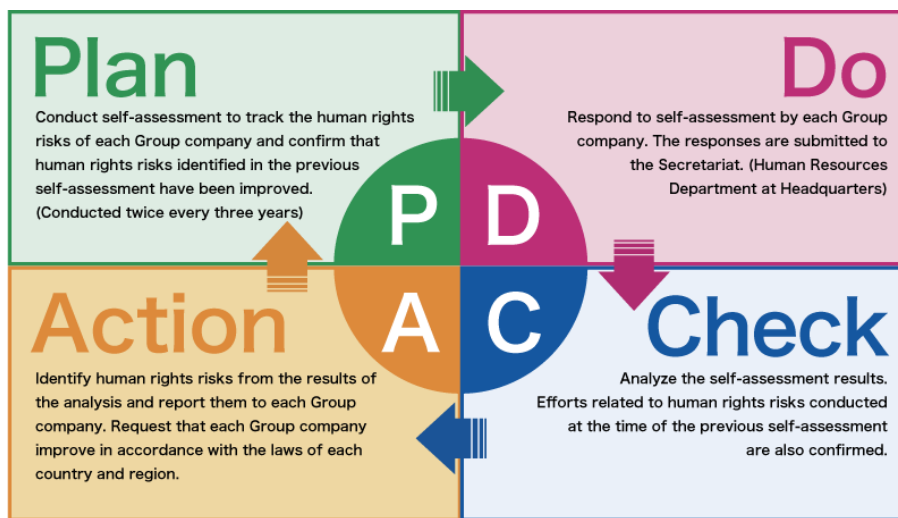 Plan
Conduct self-assessment to track the human rights
risks of each Group company and confirm that
human rights risks identified in the previous
self-assessment have been improved.
(Conducted twice every three years)
Do
Respond to self-assessment by each Group
company. The responses are submitted to
the Secretariat. (Human Resources
Department at Headquarters)
P
D
A
C
Action
Identify human rights risks from the results of
the analysis and report them to each Group
company. Request that each Group company
improve in accordance with the laws of each
country and region.
Check
Analyze the self-assessment results.
Efforts related to human rights risks conducted
at the time of the previous self-assessment
are also confirmed.